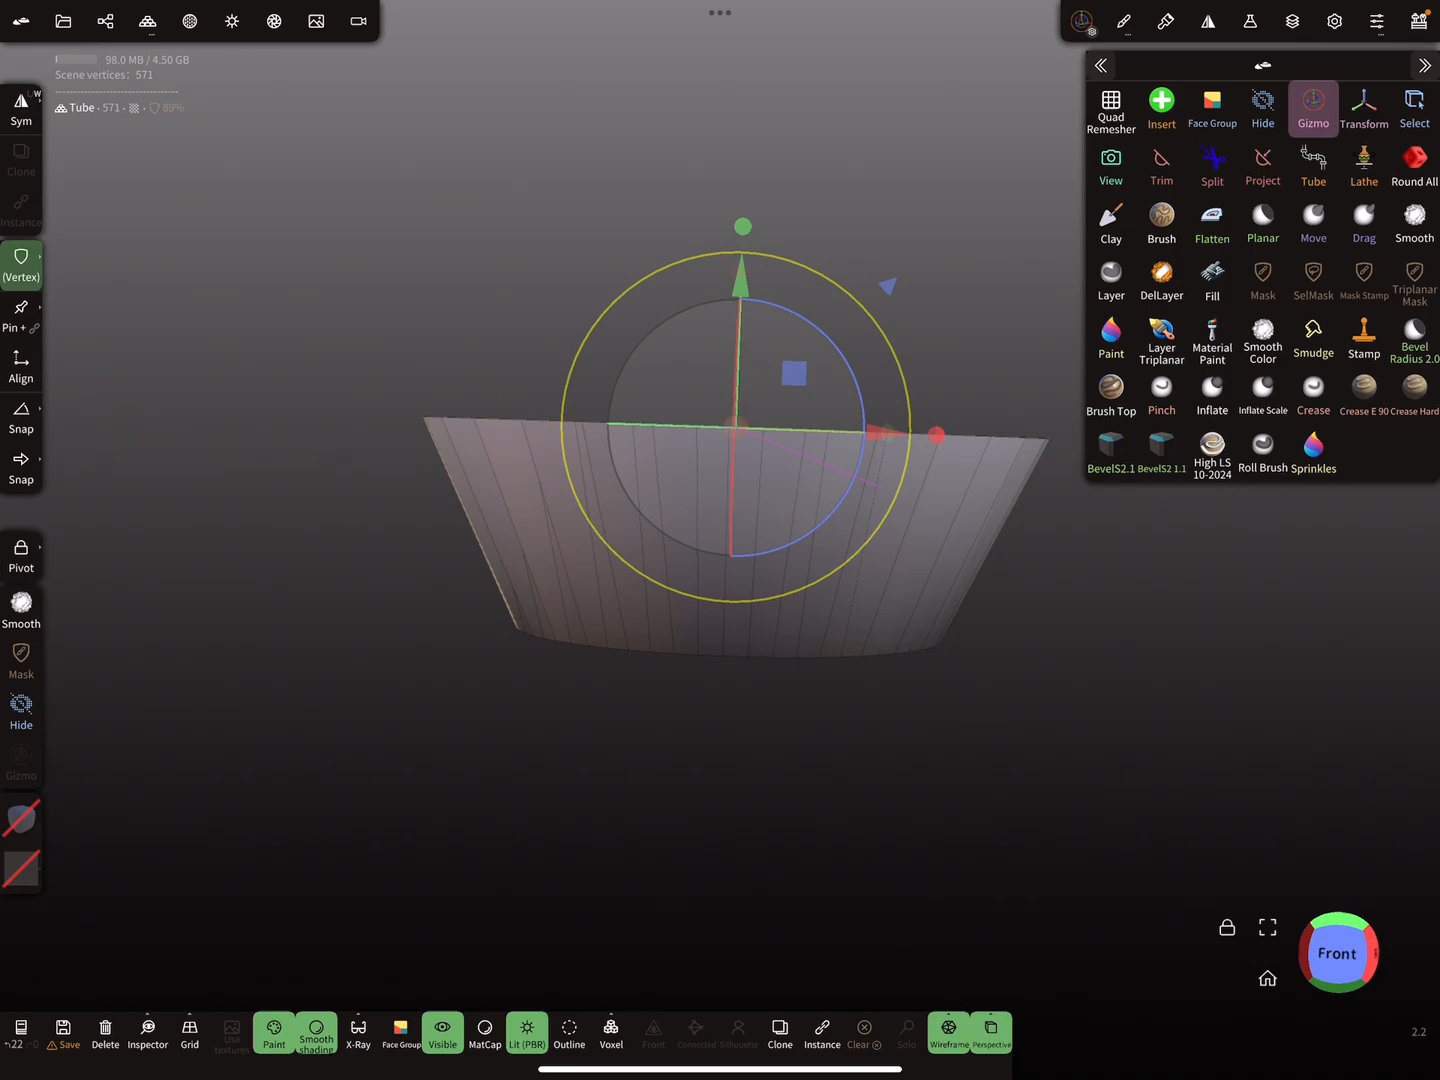 98.0 MB / 4.50 GB
Scene vertices: 571
Tube - 571 - 89%
Sym
Clone
Instance
(Vertex)
Pin +
Align
Snap
Snap
Pivot
Smooth
Mask
Hide
Gizmo
Quad Remesher
Insert
Face Group
Hide
Gizmo
Transform
Select
View
Trim
Split
Project
Tube
Lathe
Round All
Clay
Brush
Flatten
Planar
Move
Drag
Smooth
Layer
DelLayer
Fill
Mask
SelMask
Mask Stamp
Triplanar Mask
Paint
Layer Triplanar
Material Paint
Smooth Color
Smudge
Stamp
Bevel Radius 2.0
Brush Top
Pinch
Inflate
Inflate Scale
Crease
Crease E 90
Crease Hard
BevelS2.1
BevelS2 1.1
High LS 10-2024
Roll Brush
Sprinkles
Front
22
0
Save
Delete
Inspector
Grid
Use textures
Paint
Smooth shading
X-Ray
Face Group
Visible
MatCap
Lit (PBR)
Outline
Voxel
Front
Connected
Silhouette
Clone
Instance
Clear
Solo
Wireframe
Perspective
2.2